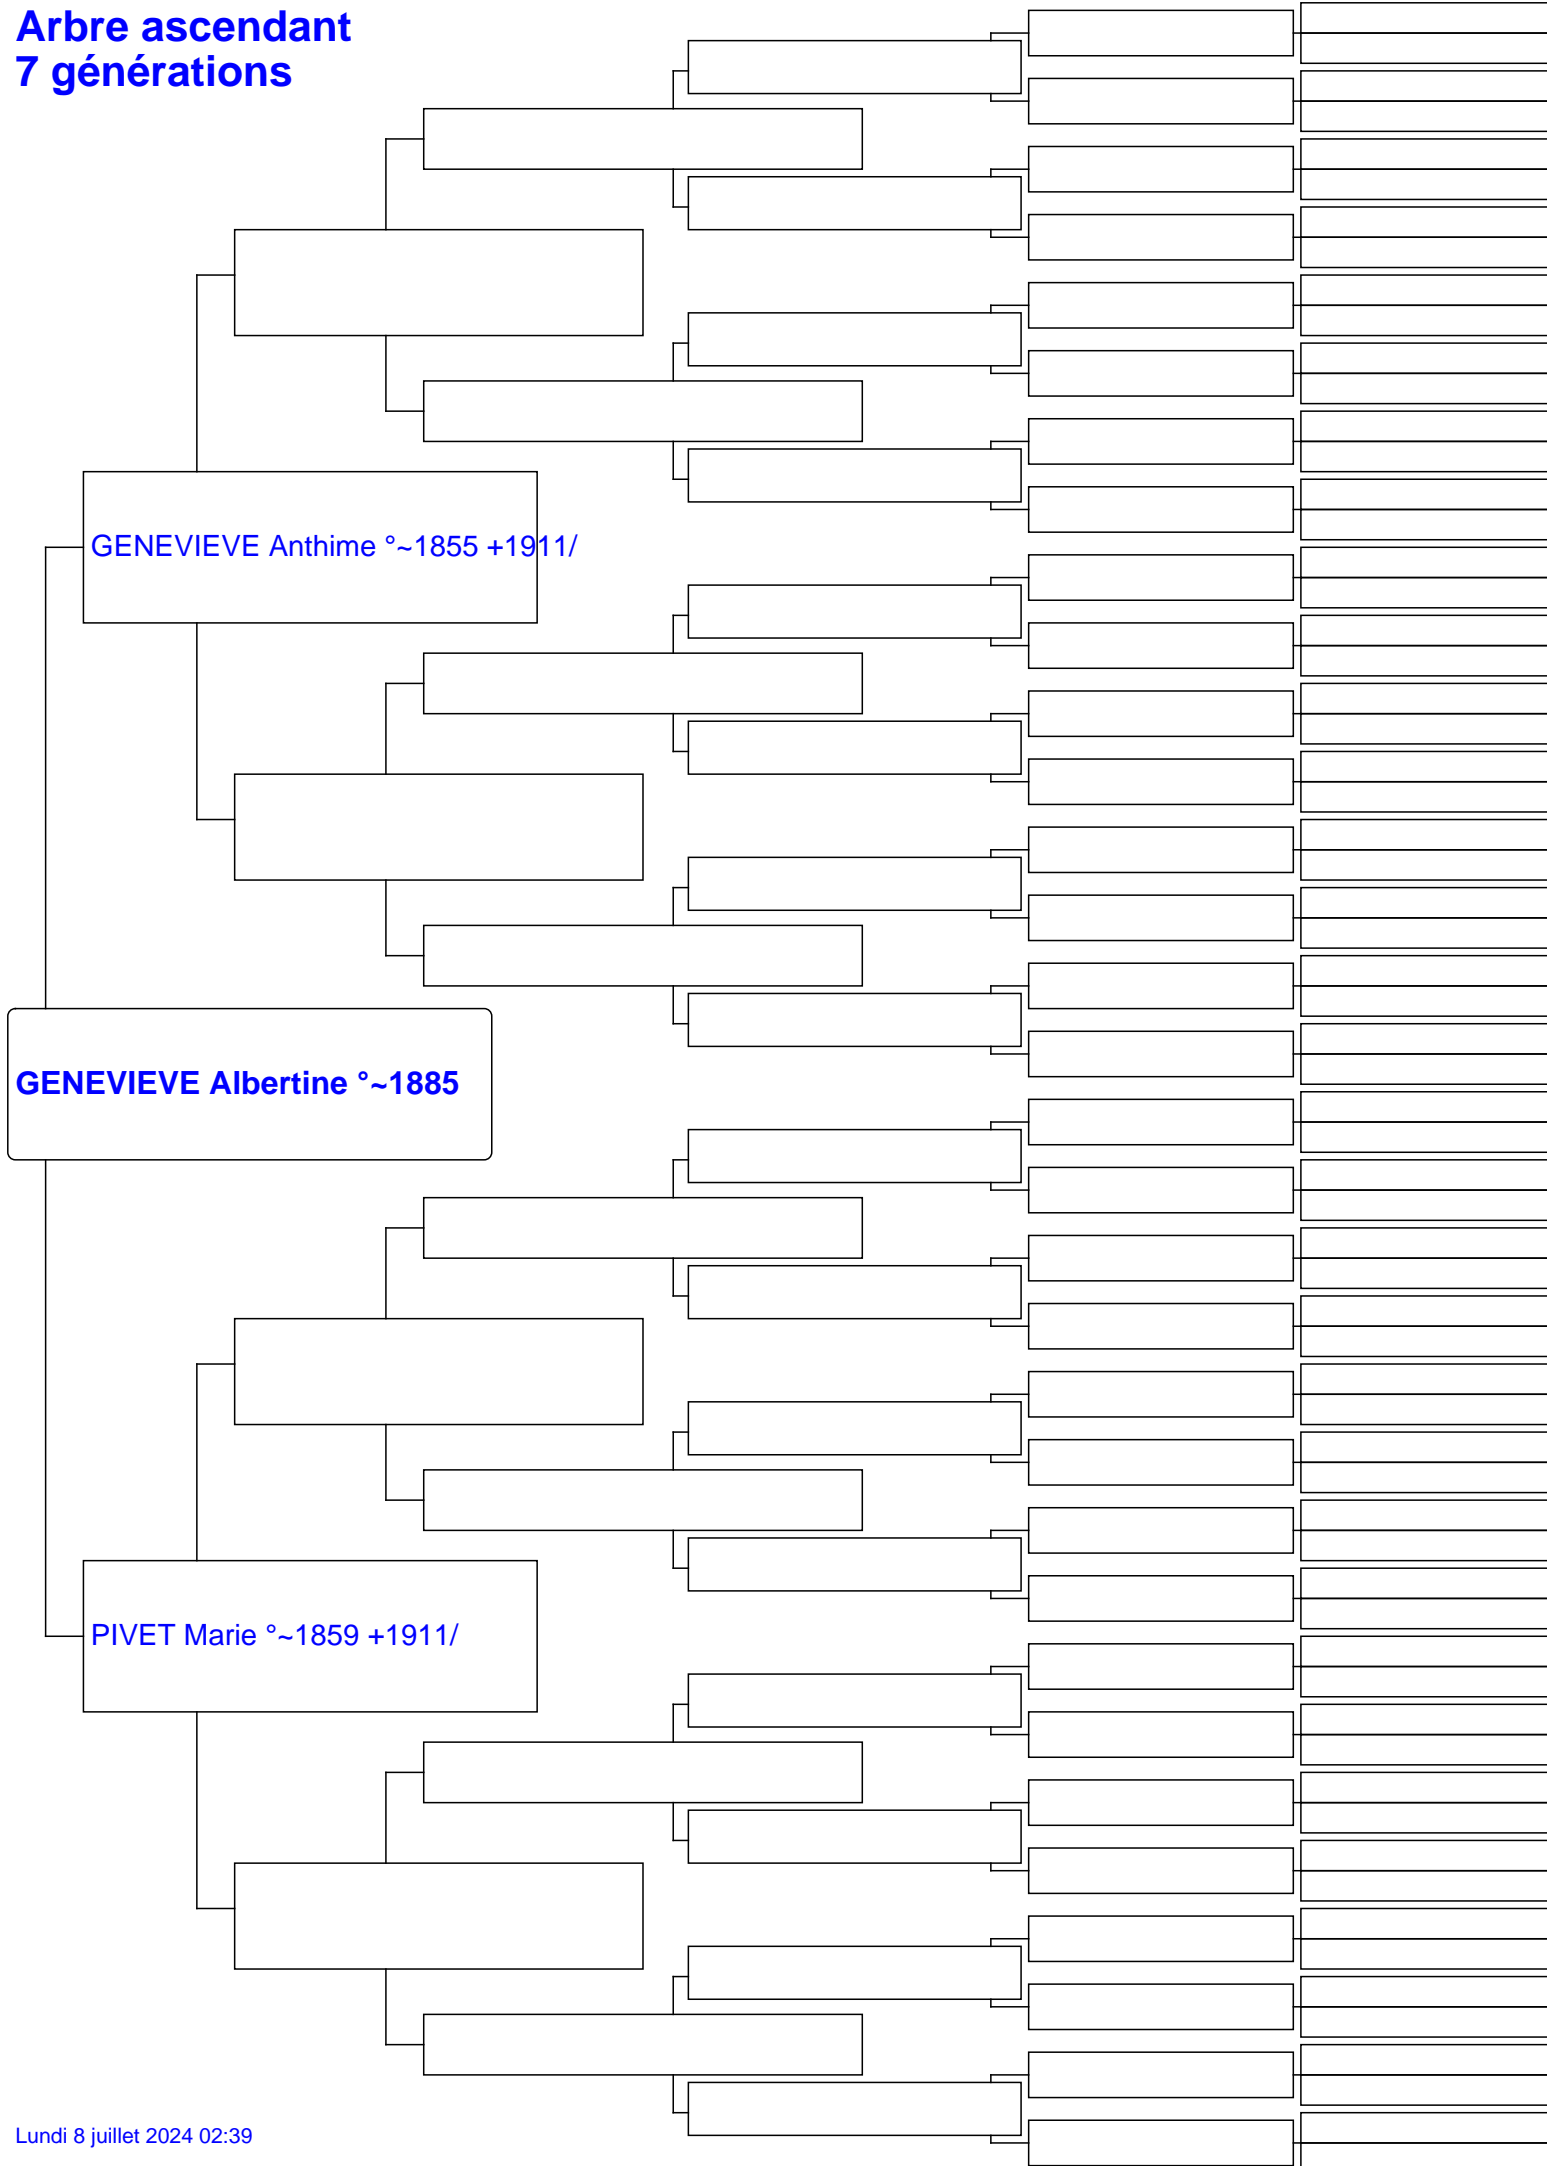 Arbre ascendant
7 générations
GENEVIEVE Anthime °~1855 +1911/
GENEVIEVE Albertine °~1885
PIVET Marie °~1859 +1911/
Lundi 8 juillet 2024 02:39